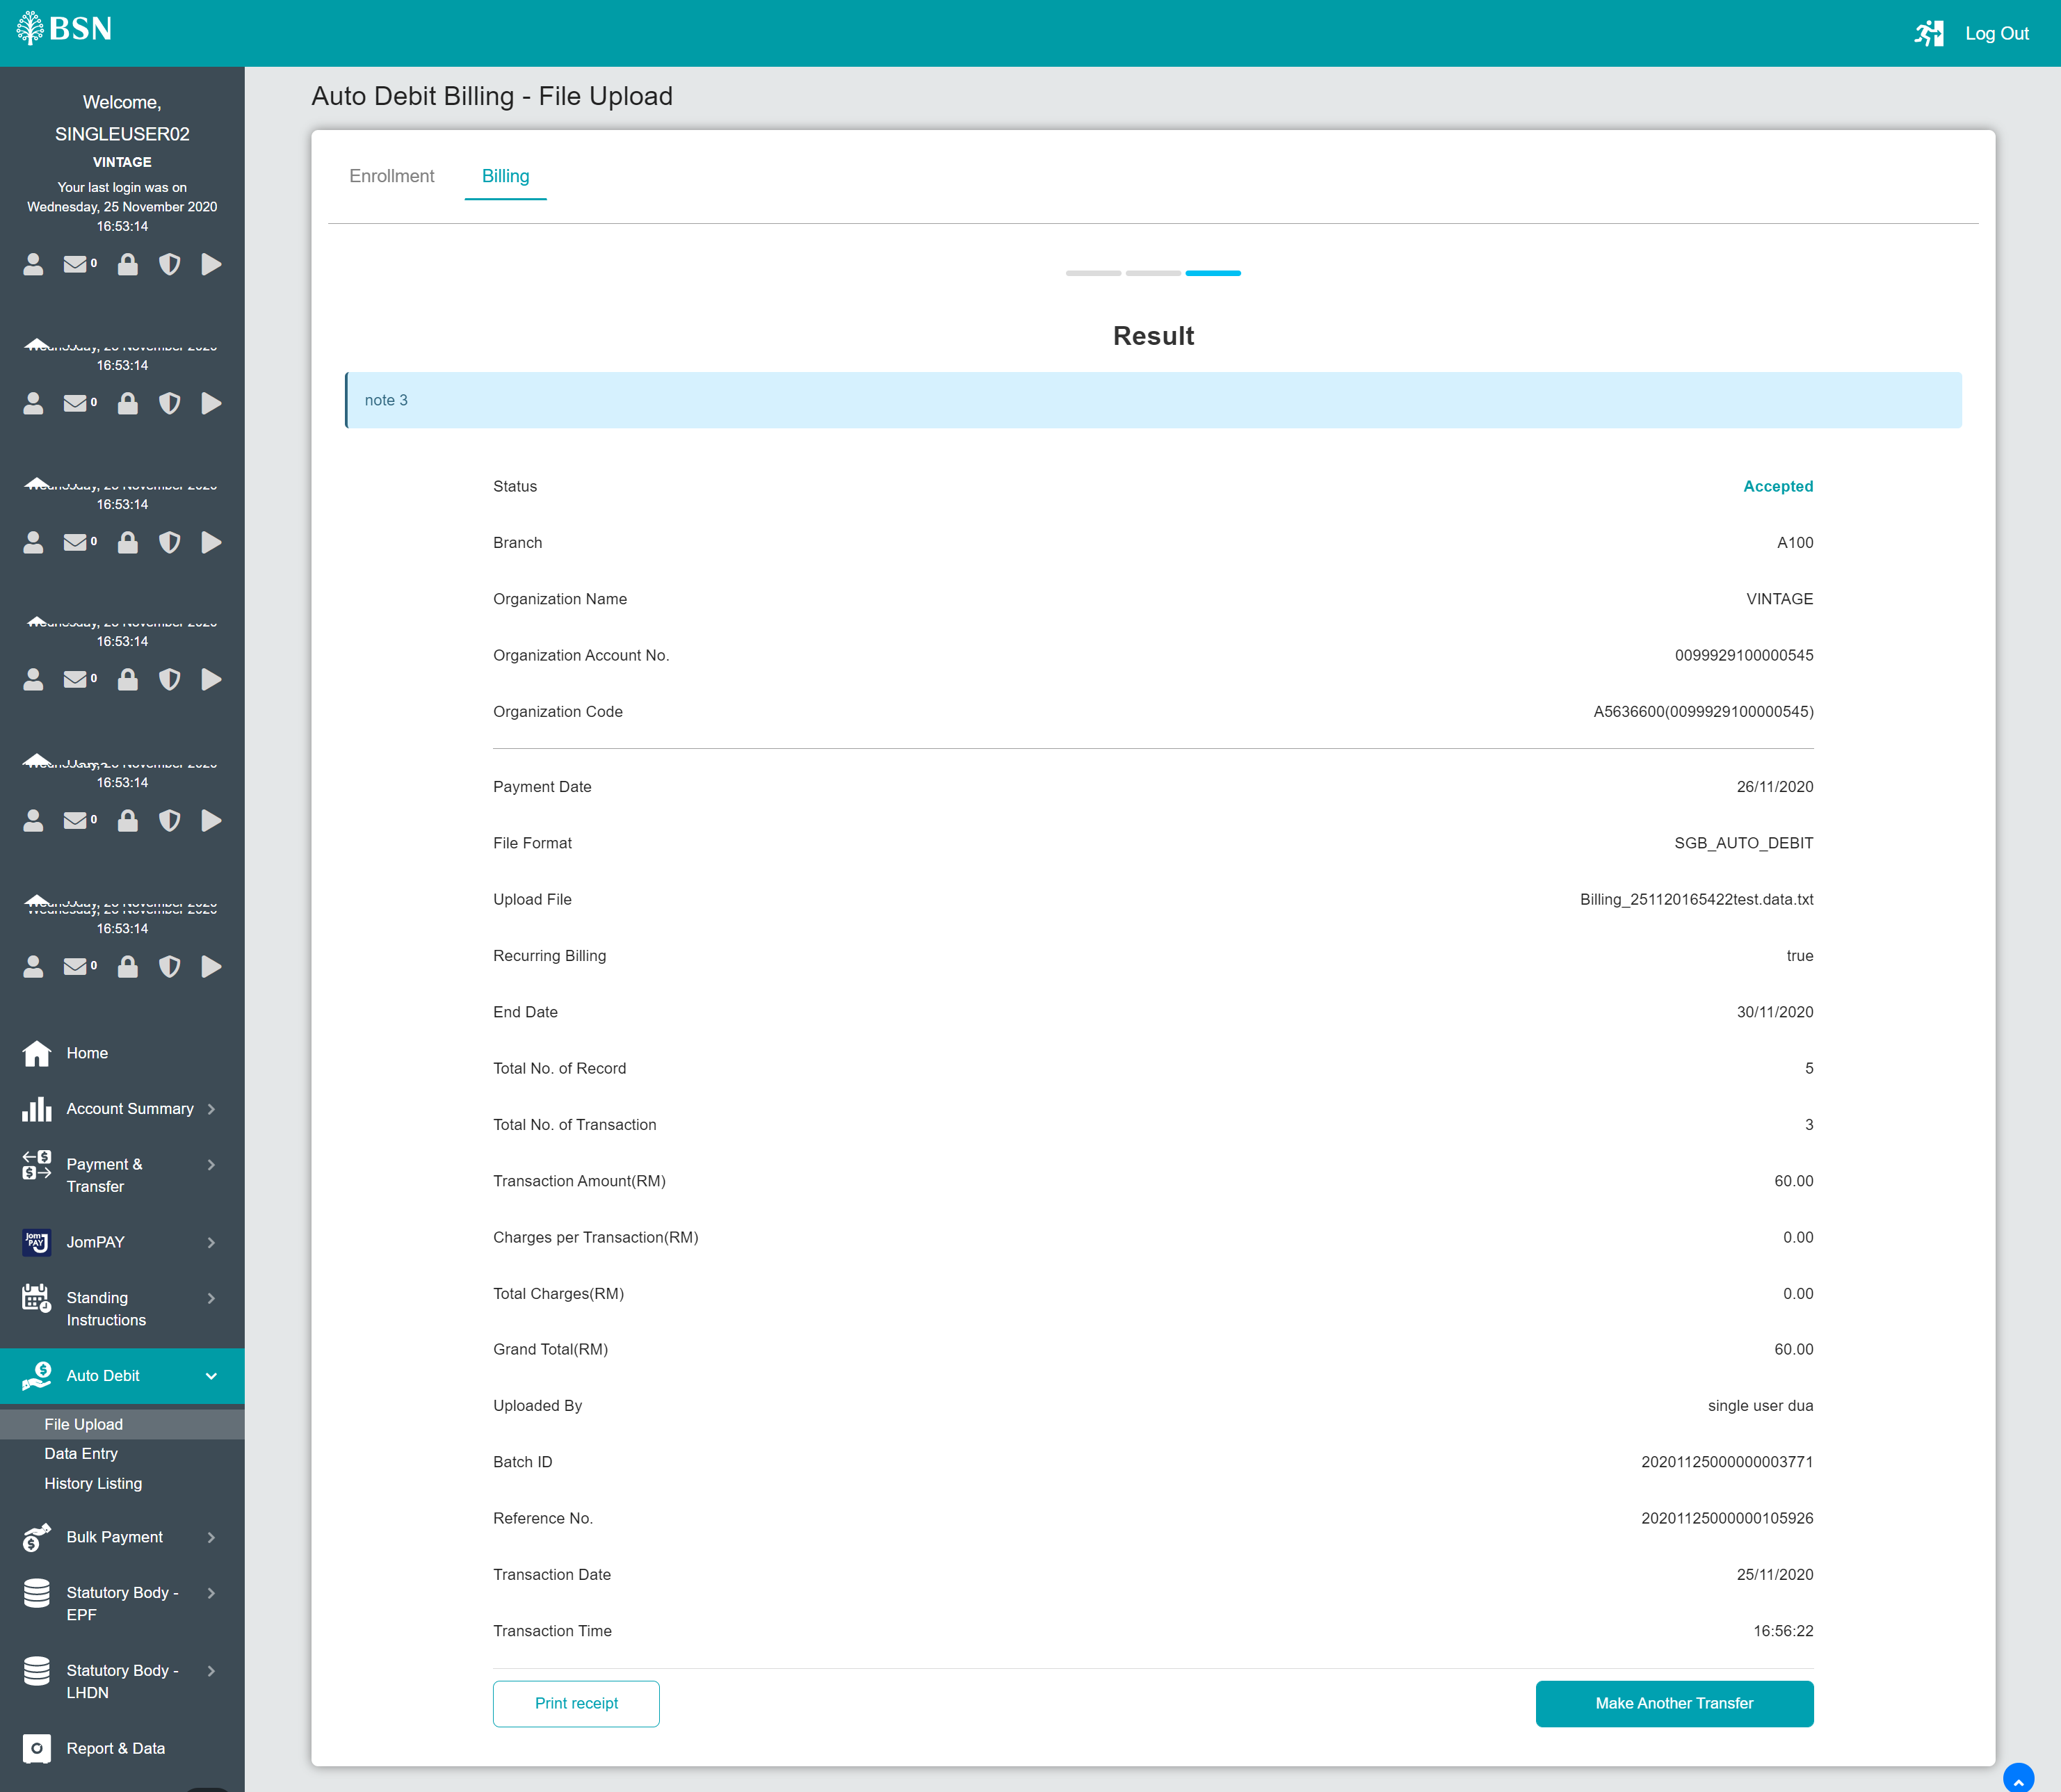 BSN
Log Out
Welcome,
SINGLEUSER02
VINTAGE
Your last login was on
Wednesday, 25 November 2020
16:53:14
0
16:53:14
0
16:53:14
0
16:53:14
0
16:53:14
0
16:53:14
0
Home
Account Summary
Payment &
Transfer
Jom
PAY
JomPAY
Standing
Instructions
Auto Debit
File Upload
Data Entry
History Listing
Bulk Payment
Statutory Body -
EPF
Statutory Body -
LHDN
Report & Data
Auto Debit Billing - File Upload
Enrollment Billing
Result
note 3
Status Accepted
Branch A100
Organization Name VINTAGE
Organization Account No. 0099929100000545
Organization Code A5636600(0099929100000545)
Payment Date 26/11/2020
File Format SGB_AUTO_DEBIT
Upload File Billing_251120165422test.data.txt
Recurring Billing true
End Date 30/11/2020
Total No. of Record 5
Total No. of Transaction 3
Transaction Amount(RM) 60.00
Charges per Transaction(RM) 0.00
Total Charges(RM) 0.00
Grand Total(RM) 60.00
Uploaded By single user dua
Batch ID 20201125000000003771
Reference No. 20201125000000105926
Transaction Date 25/11/2020
Transaction Time 16:56:22
Print receipt Make Another Transfer